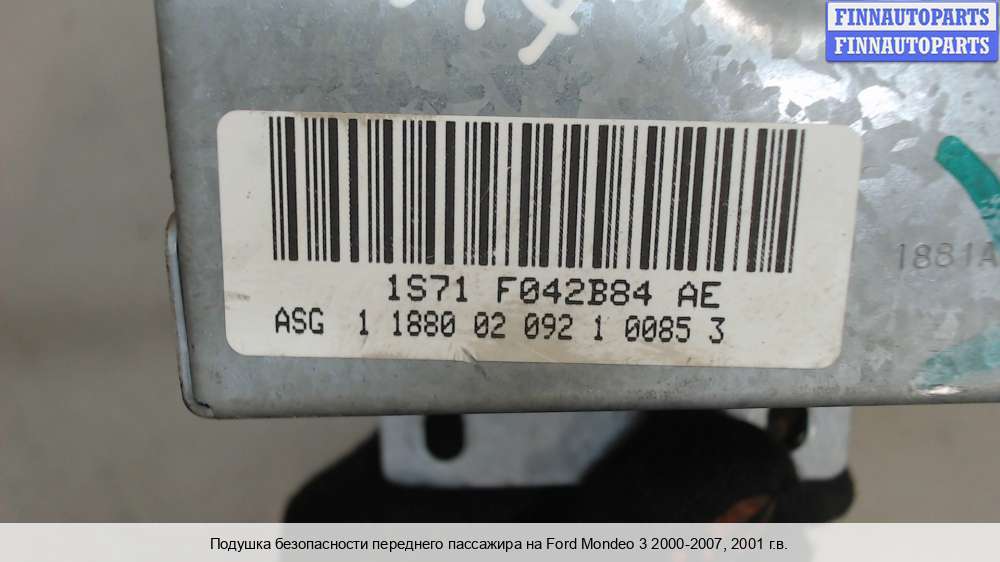 FINNAUTOPARTS
FINNAUTOPARTS
1881A
1S71 F042B84 AE
ASG 1 1880 02 092 1 0085 3
Подушка безопасности переднего пассажира на Ford Mondeo 3 2000-2007, 2001 г.в.